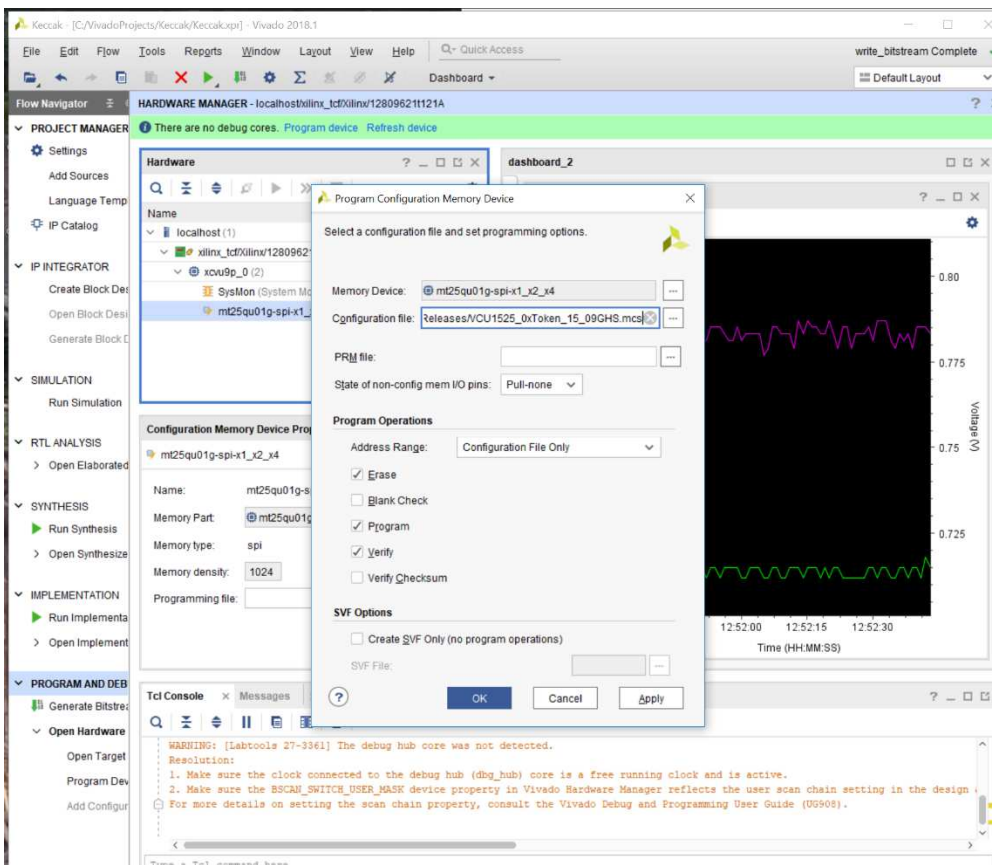 Keccak - [C:/VivadoProjects/Keccak/Keccak.xpr] - Vivado 2018.1
File Edit Flow Tools Reports Window Layout View Help Quick Access write_bitstream Complete
Dashboard Default Layout
Flow Navigator
HARDWARE MANAGER - localhost/xilinx_tcf/Xilinx/12809621t121A ?
There are no debug cores. Program device Refresh device
PROJECT MANAGER
Settings
Add Sources
Language Temp
IP Catalog
IP INTEGRATOR
Create Block Des
Open Block Desi
Generate Block D
SIMULATION
Run Simulation
RTL ANALYSIS
Open Elaborated
SYNTHESIS
Run Synthesis
Open Synthesize
IMPLEMENTATION
Run Implementa
Open Implement
PROGRAM AND DEB
Generate Bitstrea
Open Hardware
Open Target
Program Dev
Add Configur
Hardware ?
Name
localhost (1)
xilinx_tcf/Xilinx/1280962
xcvu9p_0 (2)
SysMon (System Mo
mt25qu01g-spi-x1_
Configuration Memory Device Prop
mt25qu01g-spi-x1_x2_x4
Name: mt25qu01g-s
Memory Part: mt25qu01g
Memory type: spi
Memory density: 1024
Programming file:
dashboard_2
?
0.80
0.775
0.75
0.725
Voltage (V)
12:52:00 12:52:15 12:52:30
Time (HH:MM:SS)
Program Configuration Memory Device
Select a configuration file and set programming options.
Memory Device: mt25qu01g-spi-x1_x2_x4 ...
Configuration file: Releases/VCU1525_0xToken_15_09GHS.mcs ...
PRM file: ...
State of non-config mem I/O pins: Pull-none
Program Operations
Address Range: Configuration File Only
Erase
Blank Check
Program
Verify
Verify Checksum
SVF Options
Create SVF Only (no program operations)
SVF File: ...
? OK Cancel Apply
Tcl Console Messages ?
WARNING: [Labtools 27-3361] The debug hub core was not detected.
Resolution:
1. Make sure the clock connected to the debug hub (dbg_hub) core is a free running clock and is active.
2. Make sure the BSCAN_SWITCH_USER_MASK device property in Vivado Hardware Manager reflects the user scan chain setting in the design
For more details on setting the scan chain property, consult the Vivado Debug and Programming User Guide (UG908).
Type a Tcl command here